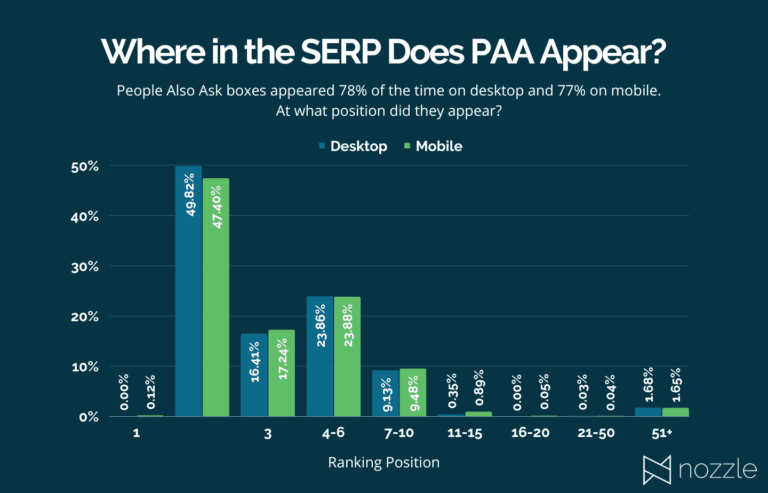 Where in the SERP Does PAA Appear?
People Also Ask boxes appeared 78% of the time on desktop and 77% on mobile.
At what position did they appear?
Desktop Mobile
50%
40%
30%
20%
10%
0%
0.00% 0.12% 49.82% 47.40% 16.41% 17.24% 23.86% 23.88% 9.13% 9.48% 0.35% 0.89% 0.00% 0.05% 0.03% 0.04% 1.68% 1.65%
1 3 4-6 7-10 11-15 16-20 21-50 51+
Ranking Position
nozzle